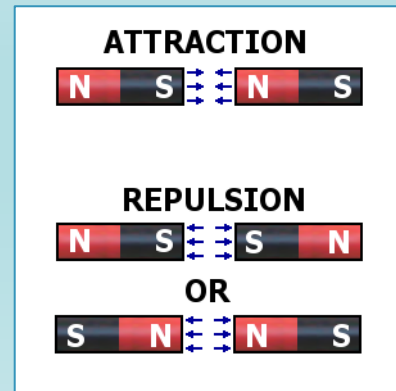 ATTRACTION
N S N S
REPULSION
N S S N
OR
S N N S